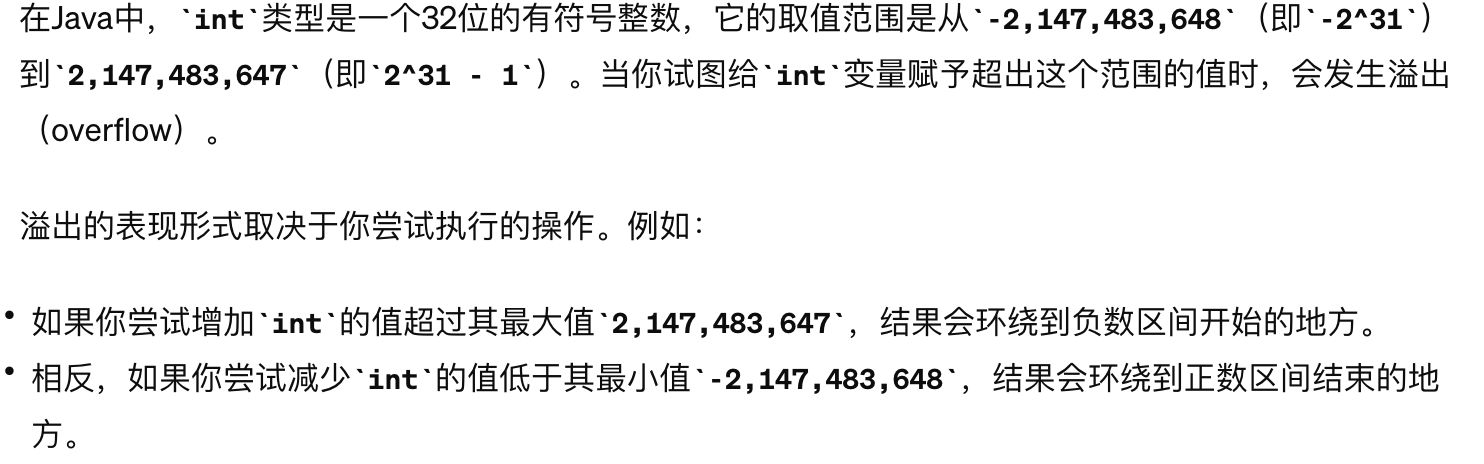 在Java中，`int`类型是一个32位的有符号整数，它的取值范围是从`-2,147,483,648`（即`-2^31`）
到`2,147,483,647`（即`2^31 - 1`）。当你试图给`int`变量赋予超出这个范围的值时，会发生溢出
（overflow）。
溢出的表现形式取决于你尝试执行的操作。例如：
• 如果你尝试增加`int`的值超过其最大值`2,147,483,647`，结果会环绕到负数区间开始的地方。
• 相反，如果你尝试减少`int`的值低于其最小值`-2,147,483,648`，结果会环绕到正数区间结束的地
方。